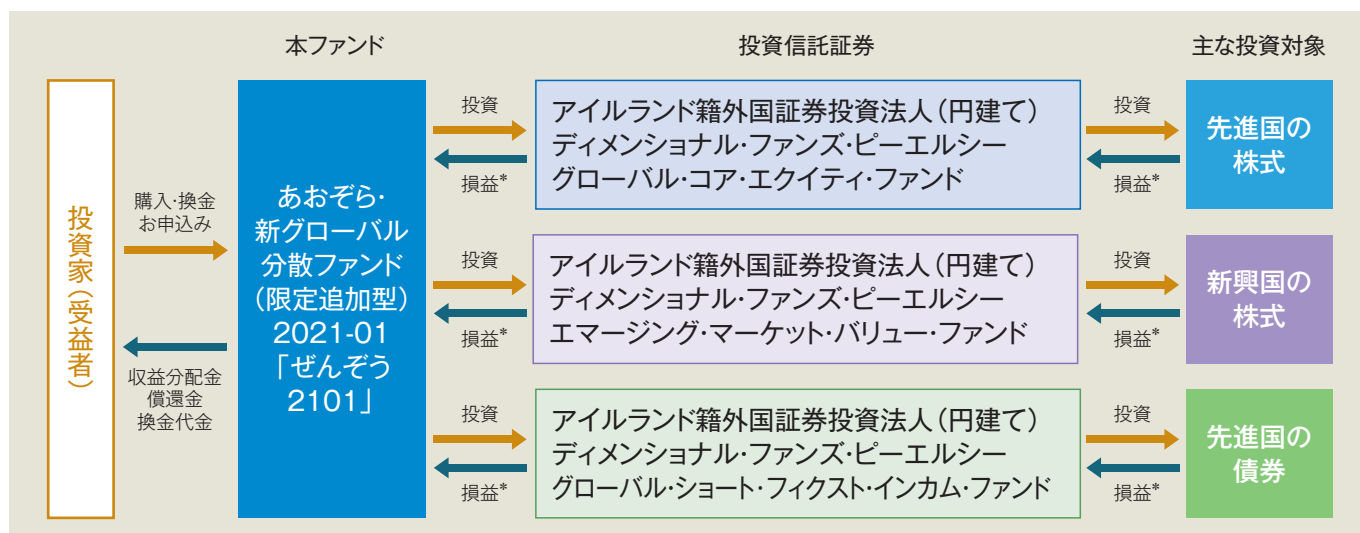 本ファンド
投資信託証券
主な投資対象
投資家（受益者）
購入・換金
お申込み
収益分配金
償還金
換金代金
あおぞら・
新グローバル
分散ファンド
（限定追加型）
2021-01
「ぜんぞう
2101」
投資
損益*
アイルランド籍外国証券投資法人（円建て）
ディメンショナル・ファンズ・ピーエルシー
グローバル・コア・エクイティ・ファンド
投資
損益*
先進国の
株式
投資
損益*
アイルランド籍外国証券投資法人（円建て）
ディメンショナル・ファンズ・ピーエルシー
エマージング・マーケット・バリュー・ファンド
投資
損益*
新興国の
株式
投資
損益*
アイルランド籍外国証券投資法人（円建て）
ディメンショナル・ファンズ・ピーエルシー
グローバル・ショート・フィクスト・インカム・ファンド
投資
損益*
先進国の
債券